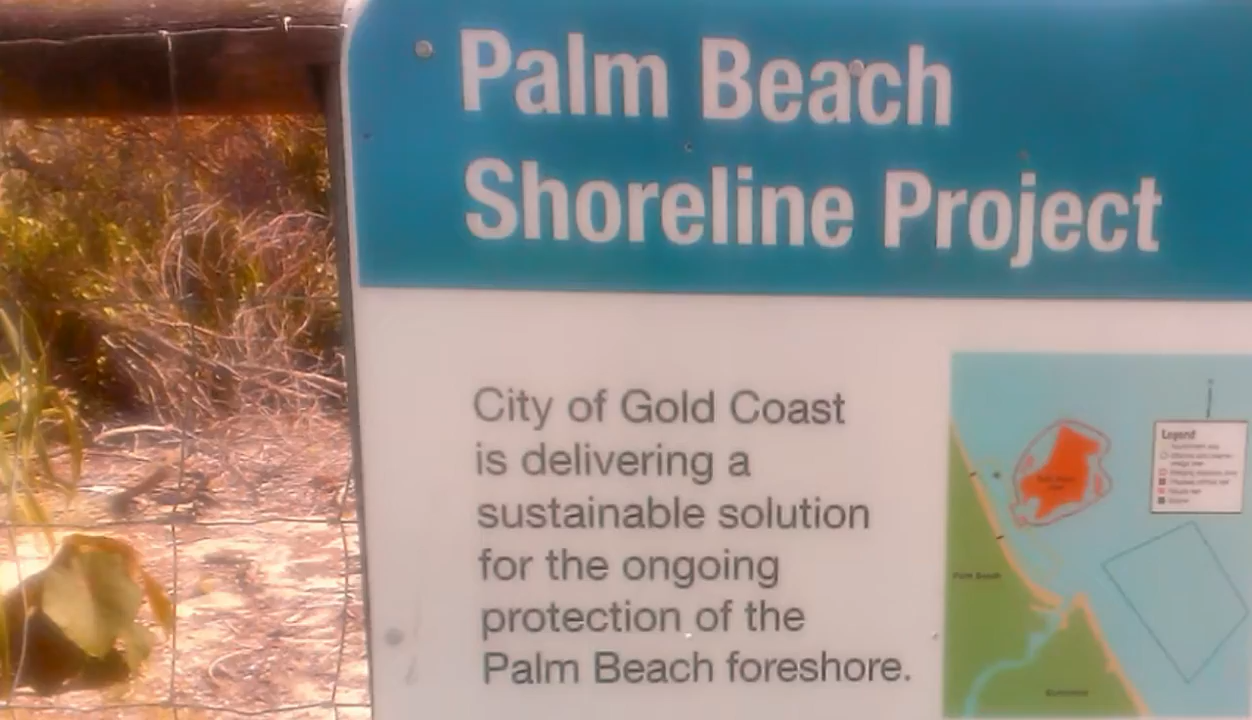 Palm Beach
Shoreline Project
City of Gold Coast
is delivering a
sustainable solution
for the ongoing
protection of the
Palm Beach foreshore.
Legend
Palm Beach